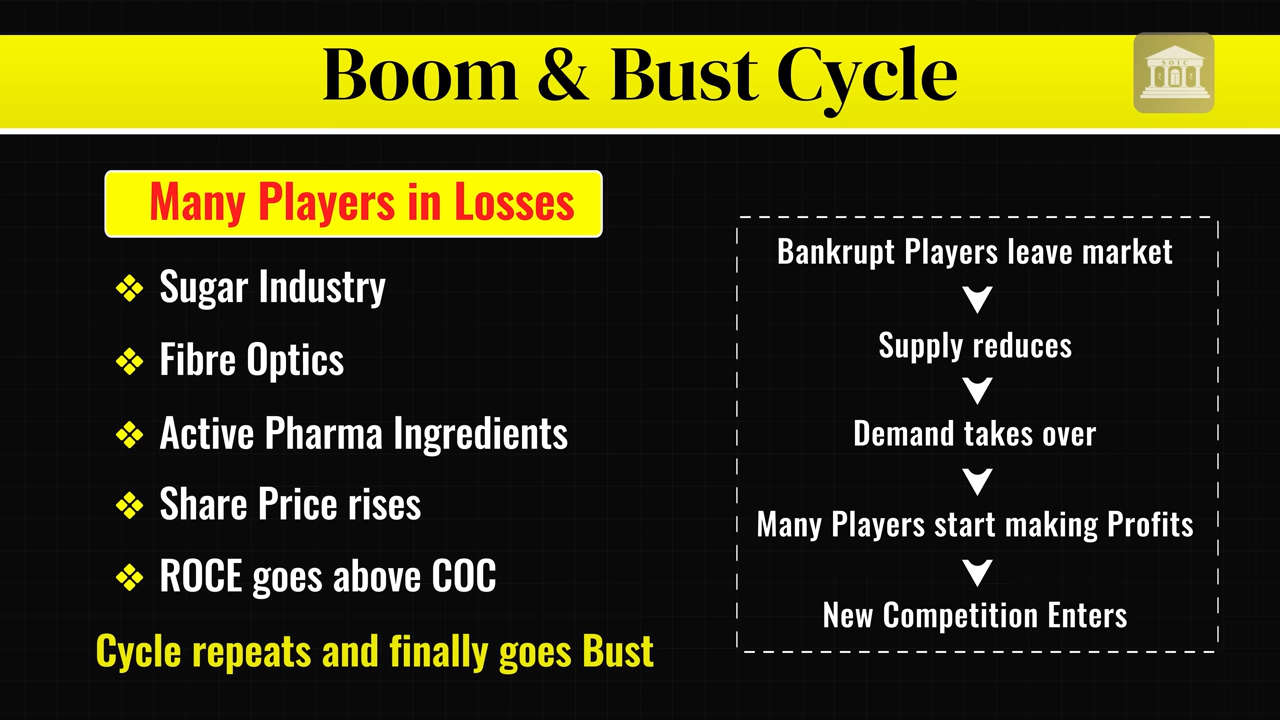 Boom & Bust Cycle
SOIC
Many Players in Losses
Sugar Industry
Fibre Optics
Active Pharma Ingredients
Share Price rises
ROCE goes above COC
Cycle repeats and finally goes Bust
Bankrupt Players leave market
Supply reduces
Demand takes over
Many Players start making Profits
New Competition Enters